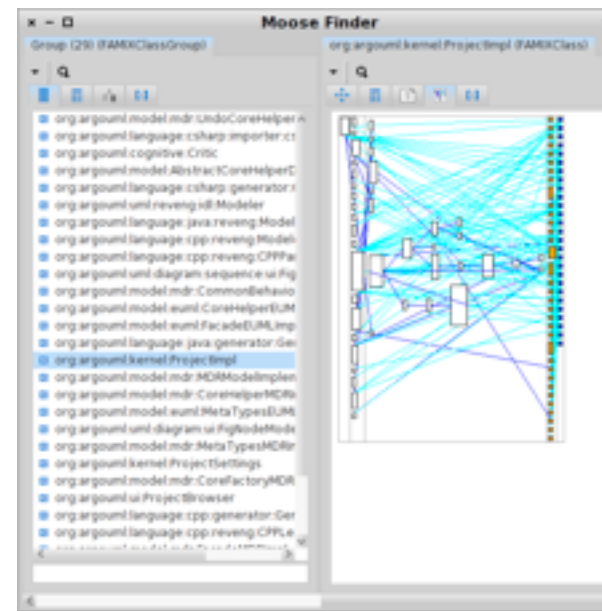 Moose Finder
Group (29) (FAMIXClassGroup)
org:argouml:kernel:ProjectImpl (FAMIXClass)
org:argouml:model:mdr:UndoCoreHelper
org:argouml:language:csharp:importer:cs
org:argouml:cognitive:Critic
org:argouml:model:AbstractCoreHelperD
org:argouml:language:csharp:generator:
org:argouml:uml:reveng:idl:Modeler
org:argouml:language:java:reveng:Model
org:argouml:language:cpp:reveng:Model
org:argouml:language:cpp:reveng:CPPPar
org:argouml:uml:diagram:sequence:ui:Fig
org:argouml:model:mdr:CommonBehavio
org:argouml:model:euml:CoreHelperEUM
org:argouml:model:euml:FacadeEUMLImp
org:argouml:language:java:generator:Ge
org:argouml:kernel:ProjectImpl
org:argouml:model:mdr:MDRModelImplem
org:argouml:model:mdr:CoreHelperMDR
org:argouml:model:euml:MetaTypesEUML
org:argouml:uml:diagram:ui:FigNodeMode
org:argouml:model:mdr:MetaTypesMDRIm
org:argouml:kernel:ProjectSettings
org:argouml:model:mdr:CoreFactoryMDR
org:argouml:ui:ProjectBrowser
org:argouml:language:cpp:generator:Gen
org:argouml:language:cpp:reveng:CPPLe